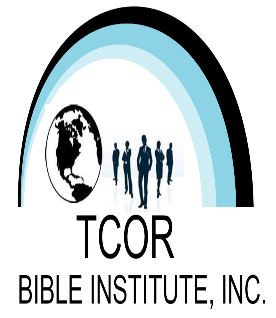 TCOR
BIBLE INSTITUTE, INC.